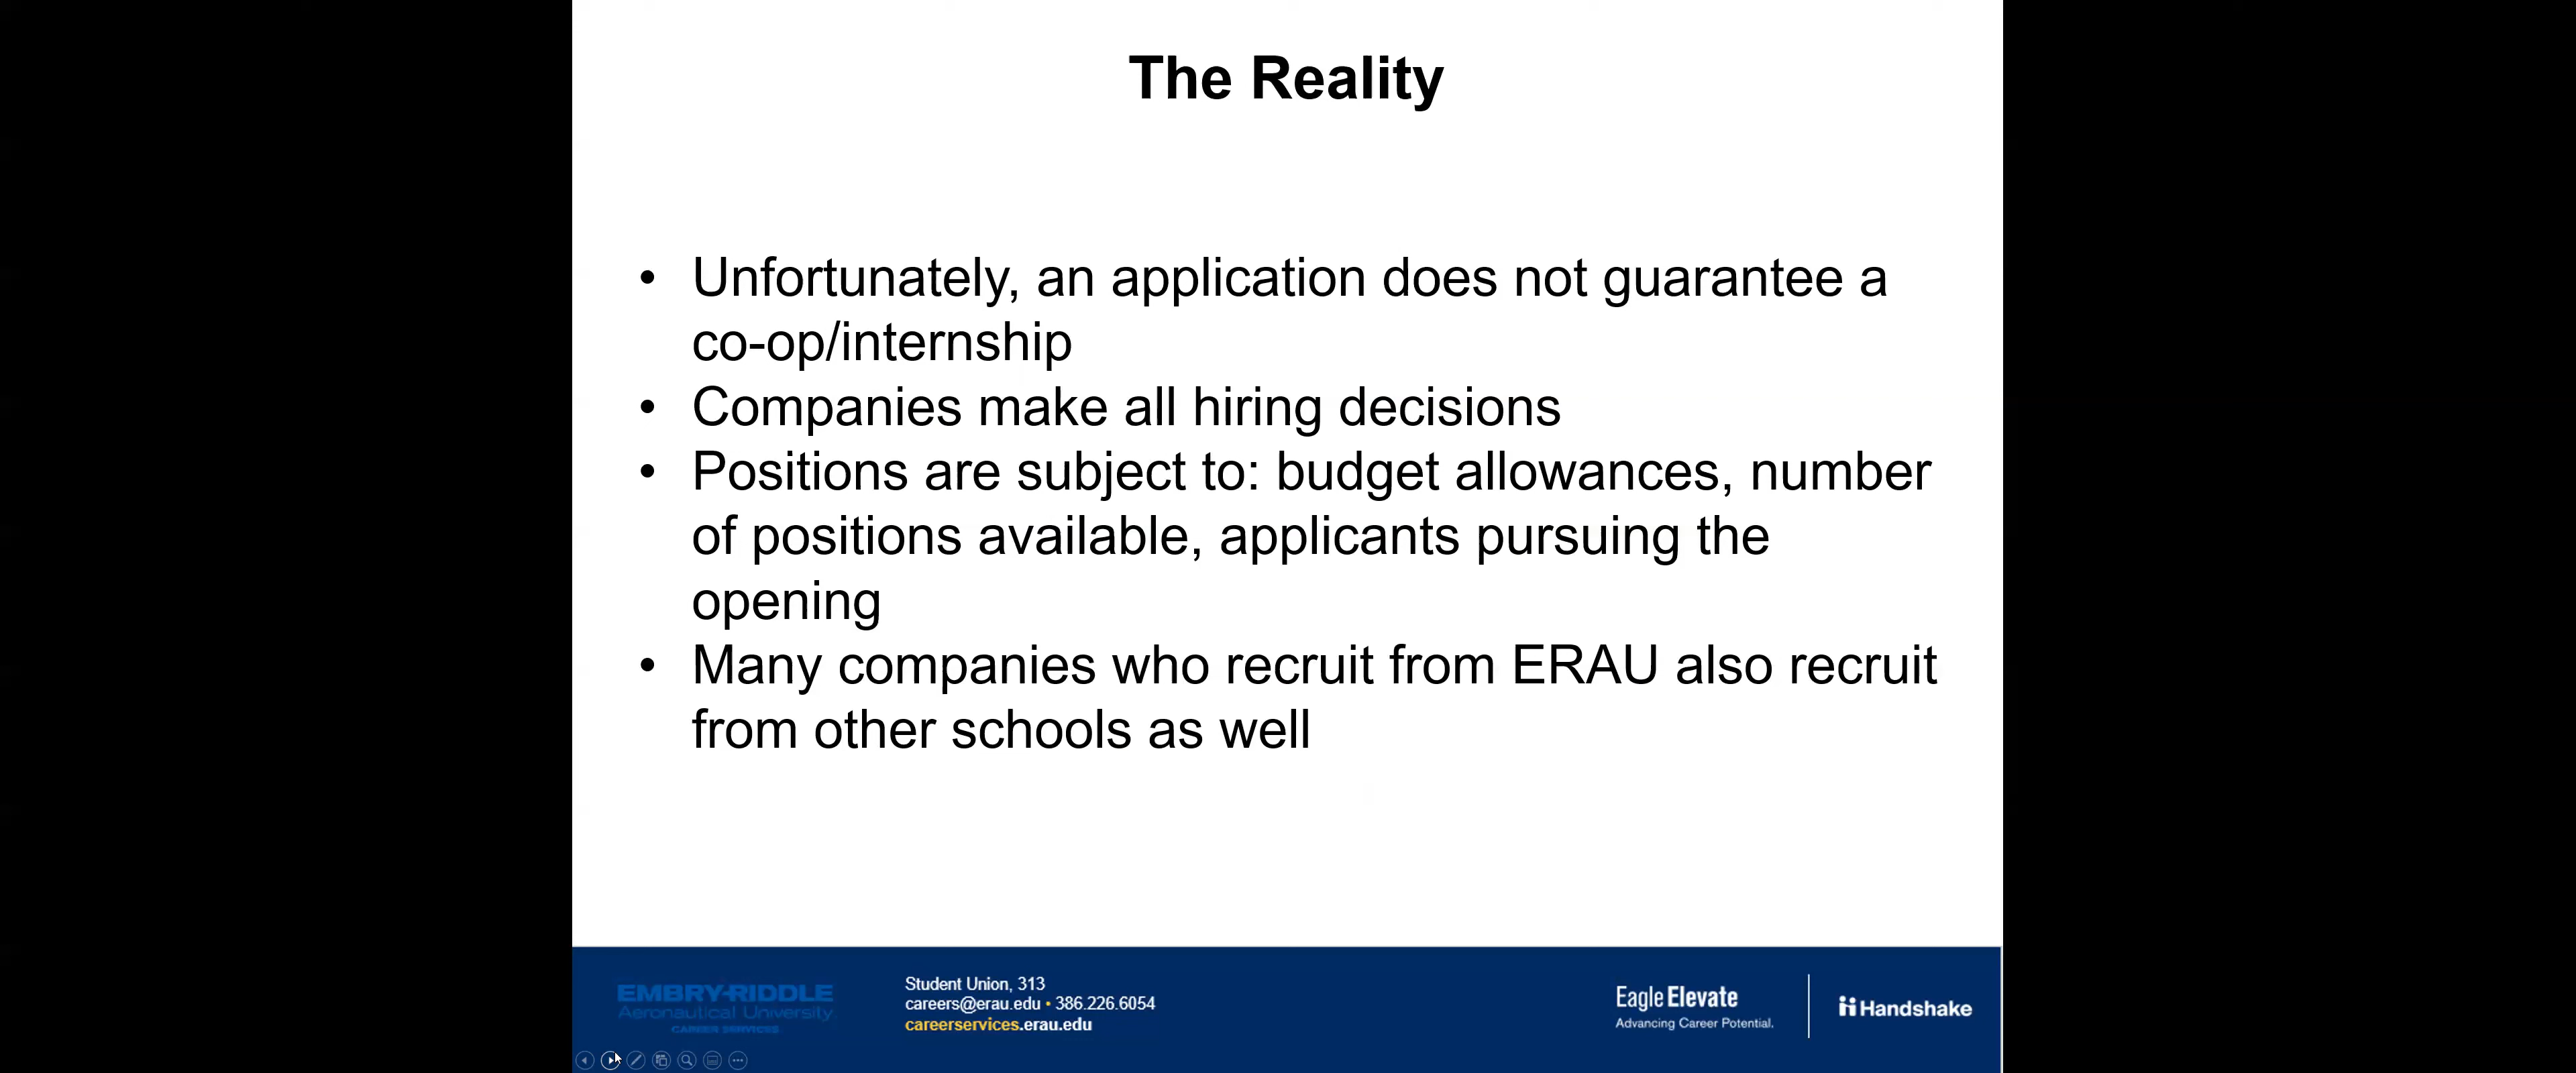 The Reality
• Unfortunately, an application does not guarantee a
co-op/internship
• Companies make all hiring decisions
• Positions are subject to: budget allowances, number
of positions available, applicants pursuing the
opening
• Many companies who recruit from ERAU also recruit
from other schools as well
EMBRY-RIDDLE
Aeronautical University
CAREER SERVICES
Student Union, 313
careers@erau.edu • 386.226.6054
careerservices.erau.edu
Eagle Elevate
Advancing Career Potential.
Handshake